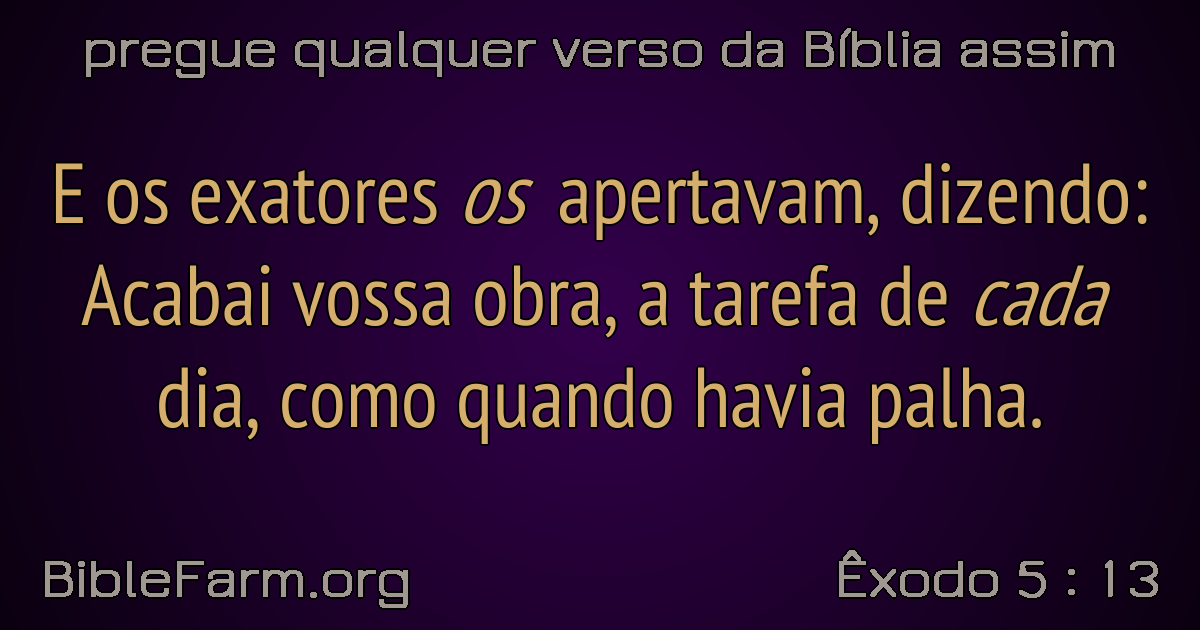 pregue qualquer verso da Bíblia assim
E os exatores os apertavam, dizendo:
Acabai vossa obra, a tarefa de cada
dia, como quando havia palha.
BibleFarm.org
Êxodo 5 : 13